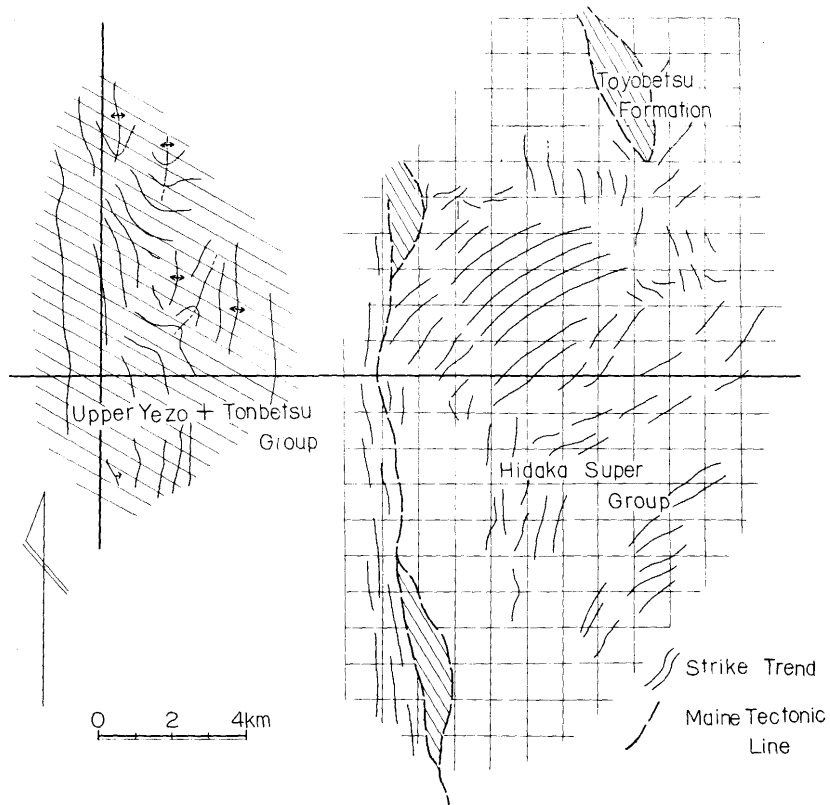 Toyobetsu
Formation
Upper Yezo + Tonbetsu
Group
Hidaka Super
Group
Strike Trend
0 2 4km
Maine Tectonic
Line